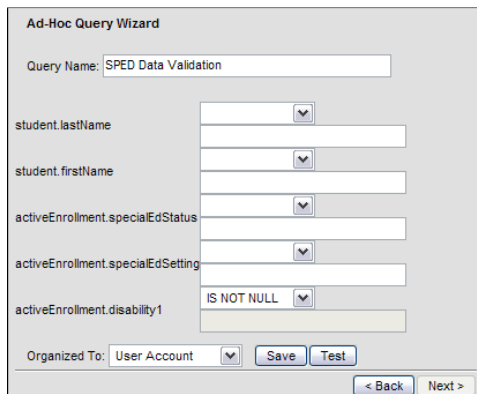 Ad-Hoc Query Wizard
Query Name: SPED Data Validation
student.lastName
student.firstName
activeEnrollment.specialEdStatus
activeEnrollment.specialEdSetting
IS NOT NULL
activeEnrollment.disability1
Organized To: User Account Save Test
< Back Next >